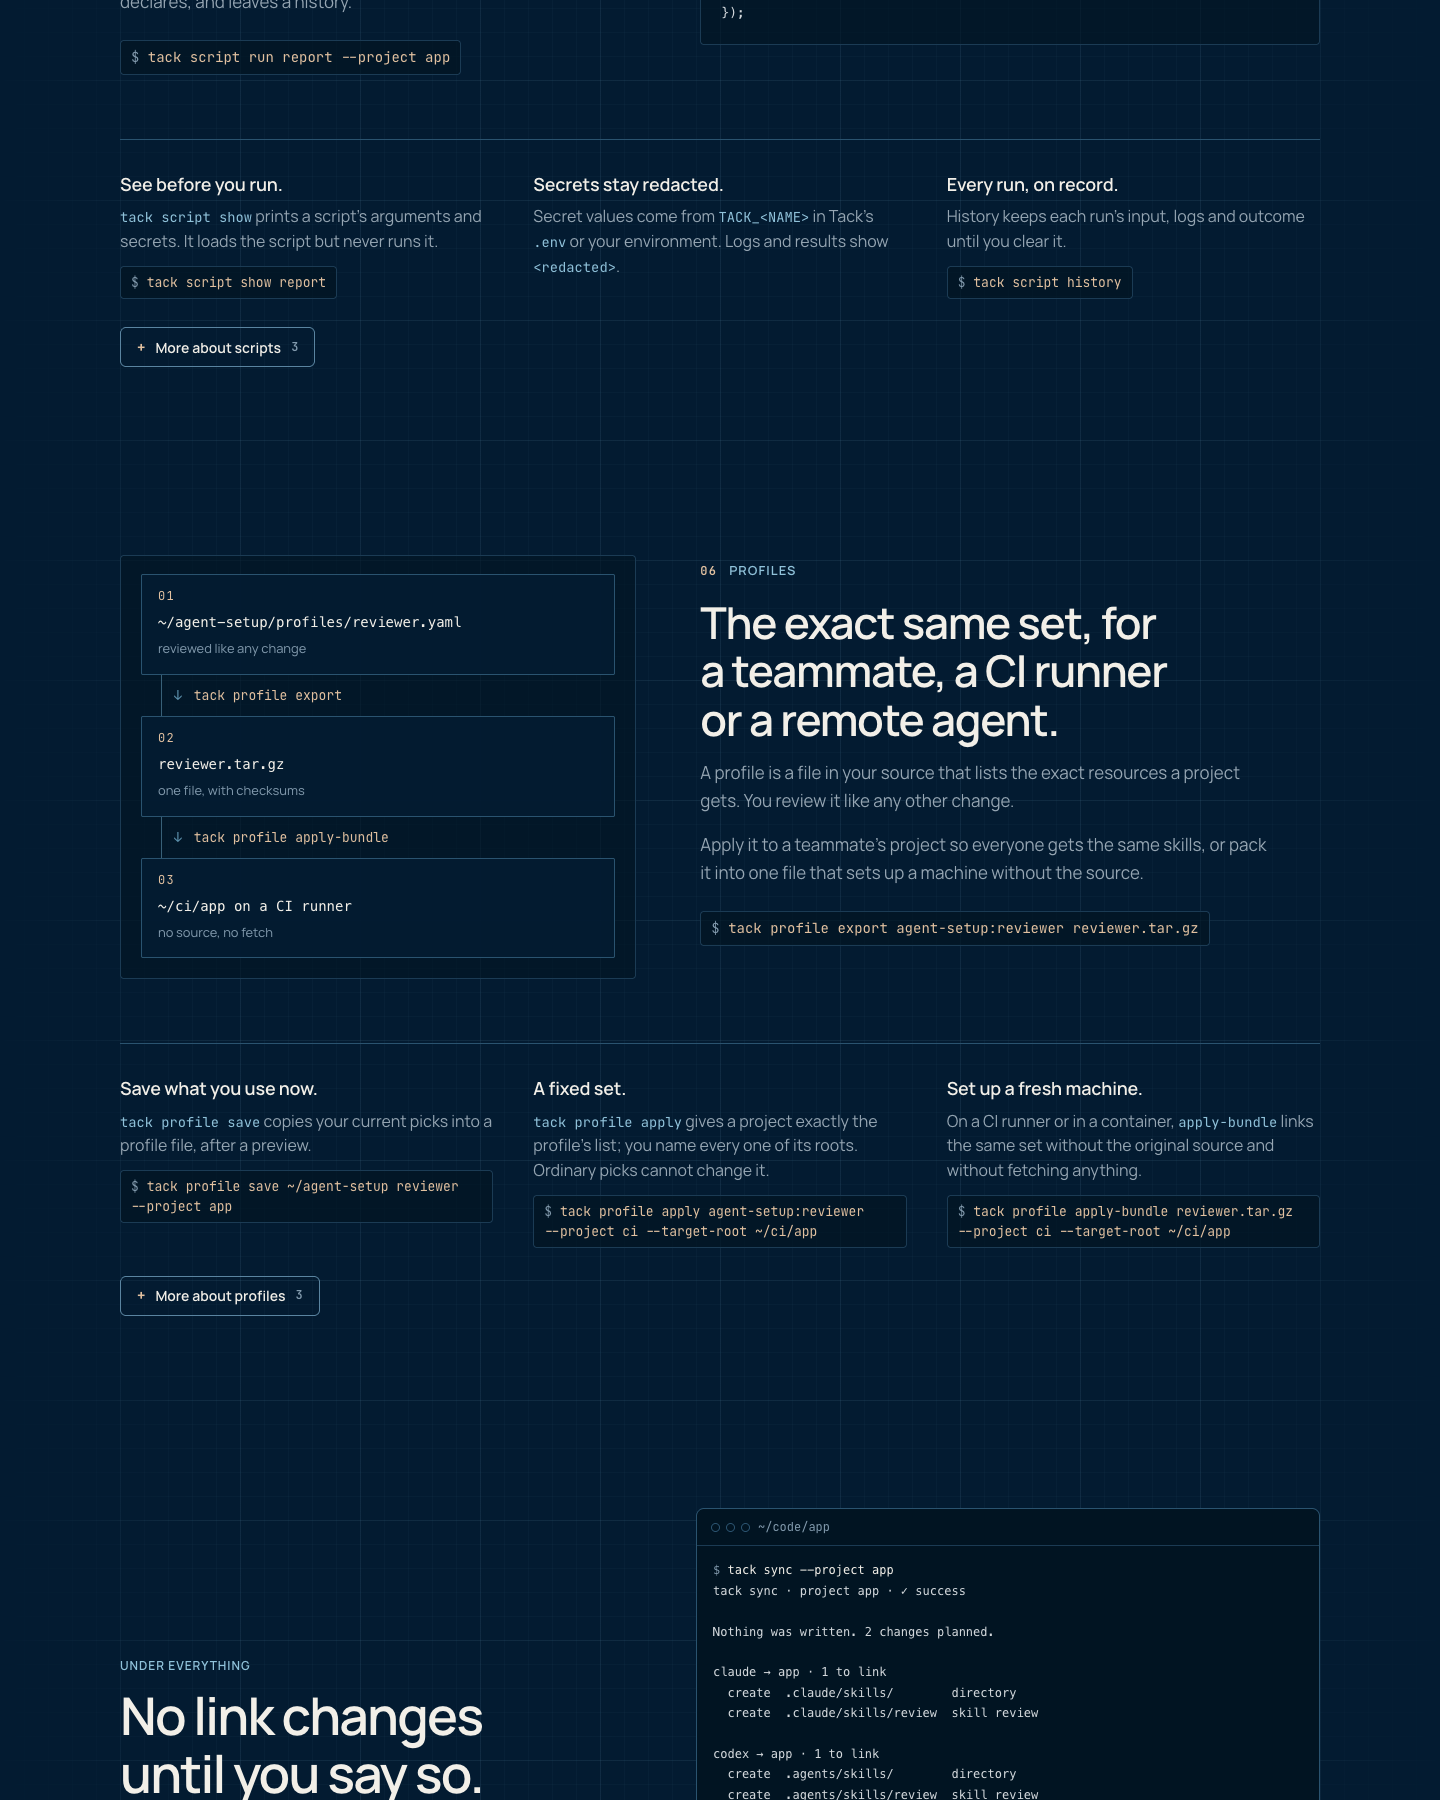 declares, and leaves a history.
});
$ tack script run report --project app
See before you run.
tack script show prints a script's arguments and
secrets. It loads the script but never runs it.
$ tack script show report
Secrets stay redacted.
Secret values come from TACK_<NAME> in Tack's
.env or your environment. Logs and results show
<redacted>.
Every run, on record.
History keeps each run's input, logs and outcome
until you clear it.
$ tack script history
+ More about scripts 3
01
~/agent-setup/profiles/reviewer.yaml
reviewed like any change
↓ tack profile export
02
reviewer.tar.gz
one file, with checksums
↓ tack profile apply-bundle
03
~/ci/app on a CI runner
no source, no fetch
06 PROFILES
The exact same set, for
a teammate, a CI runner
or a remote agent.
A profile is a file in your source that lists the exact resources a project
gets. You review it like any other change.
Apply it to a teammate's project so everyone gets the same skills, or pack
it into one file that sets up a machine without the source.
$ tack profile export agent-setup:reviewer reviewer.tar.gz
Save what you use now.
tack profile save copies your current picks into a
profile file, after a preview.
$ tack profile save ~/agent-setup reviewer
--project app
A fixed set.
tack profile apply gives a project exactly the
profile's list; you name every one of its roots.
Ordinary picks cannot change it.
$ tack profile apply agent-setup:reviewer
--project ci --target-root ~/ci/app
Set up a fresh machine.
On a CI runner or in a container, apply-bundle links
the same set without the original source and
without fetching anything.
$ tack profile apply-bundle reviewer.tar.gz
--project ci --target-root ~/ci/app
+ More about profiles 3
UNDER EVERYTHING
No link changes
until you say so.
~/code/app
$ tack sync --project app
tack sync · project app · ✓ success
Nothing was written. 2 changes planned.
claude → app · 1 to link
create .claude/skills/ directory
create .claude/skills/review skill review
codex → app · 1 to link
create .agents/skills/ directory
create .agents/skills/review skill review